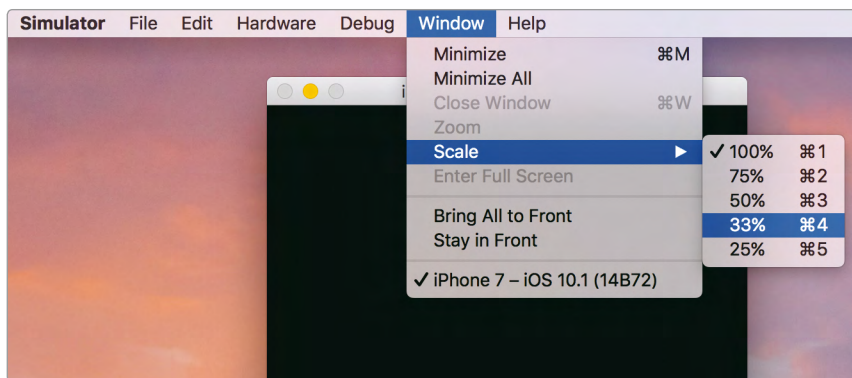 Simulator File Edit Hardware Debug Window Help
Minimize ⌘M
Minimize All
Close Window ⌘W
Zoom
Scale ▶
Enter Full Screen
Bring All to Front
Stay in Front
✓ iPhone 7 – iOS 10.1 (14B72)
✓ 100% ⌘1
75% ⌘2
50% ⌘3
33% ⌘4
25% ⌘5